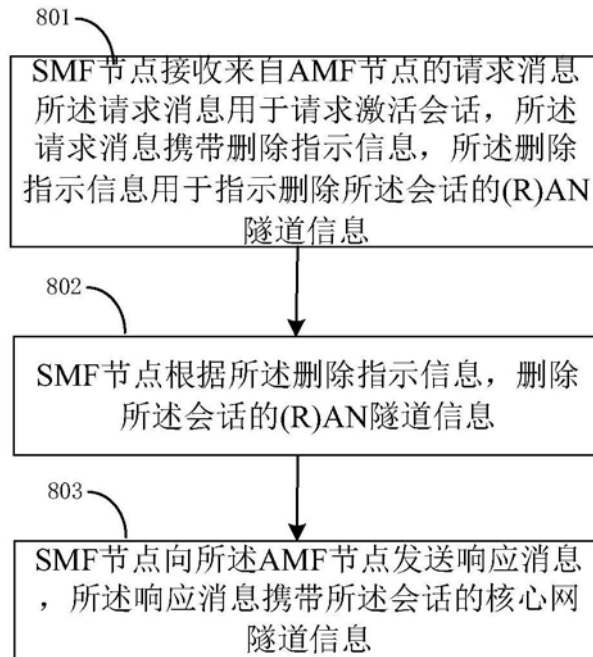 801
SMF节点接收来自AMF节点的请求消息
所述请求消息用于请求激活会话，所述
请求消息携带删除指示信息，所述删除
指示信息用于指示删除所述会话的(R)AN
隧道信息
802
SMF节点根据所述删除指示信息，删除
所述会话的(R)AN隧道信息
803
SMF节点向所述AMF节点发送响应消息
，所述响应消息携带所述会话的核心网
隧道信息